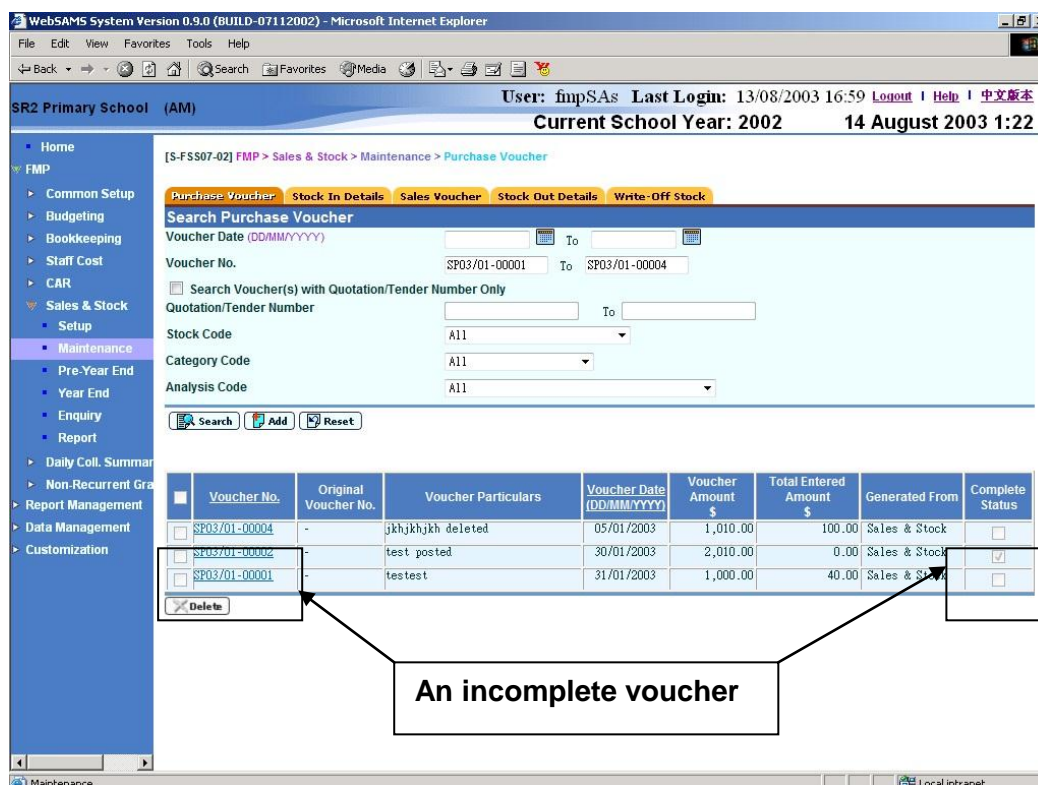 WebSAMS System Version 0.9.0 (BUILD-07112002) - Microsoft Internet Explorer
File Edit View Favorites Tools Help
Back Search Favorites Media
SR2 Primary School (AM)
User: fmpSAs Last Login: 13/08/2003 16:59 Logout | Help | 中文版本
Current School Year: 2002 14 August 2003 1:22
Home
FMP
Common Setup
Budgeting
Bookkeeping
Staff Cost
CAR
Sales & Stock
Setup
Maintenance
Pre-Year End
Year End
Enquiry
Report
Daily Coll. Summar
Non-Recurrent Gra
Report Management
Data Management
Customization
[S-FSS07-02] FMP > Sales & Stock > Maintenance > Purchase Voucher
Purchase Voucher Stock In Details Sales Voucher Stock Out Details Write-Off Stock
Search Purchase Voucher
Voucher Date (DD/MM/YYYY) To
Voucher No. SP03/01-00001 To SP03/01-00004
Search Voucher(s) with Quotation/Tender Number Only
Quotation/Tender Number To
Stock Code All
Category Code All
Analysis Code All
Search Add Reset
Voucher No. Original Voucher No. Voucher Particulars Voucher Date (DD/MM/YYYY) Voucher Amount $ Total Entered Amount $ Generated From Complete Status
SP03/01-00004 - jkhjkhjkh deleted 05/01/2003 1,010.00 100.00 Sales & Stock
SP03/01-00002 - test posted 30/01/2003 2,010.00 0.00 Sales & Stock
SP03/01-00001 - testest 31/01/2003 1,000.00 40.00 Sales & Stock
Delete
An incomplete voucher
Maintenance Local intranet